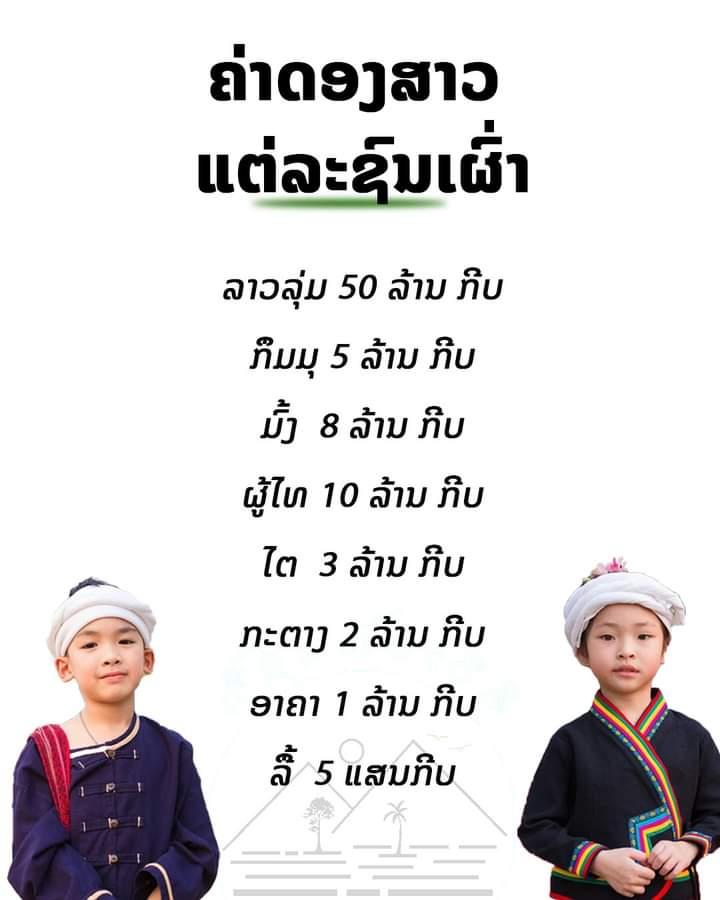 ຄ່າດອງສາວ
ແຕ່ລະຊົນເຜົ່າ
ລາວລຸ່ມ 50 ລ້ານ ກີບ
ກຶມມຸ 5 ລ້ານ ກີບ
ມົ້ງ 8 ລ້ານ ກີບ
ຜູ້ໄທ 10 ລ້ານ ກີບ
ໄຕ 3 ລ້ານ ກີບ
ກະຕາງ 2 ລ້ານ ກີບ
ອາຄາ 1 ລ້ານ ກີບ
ລື້ 5 ແສນກີບ